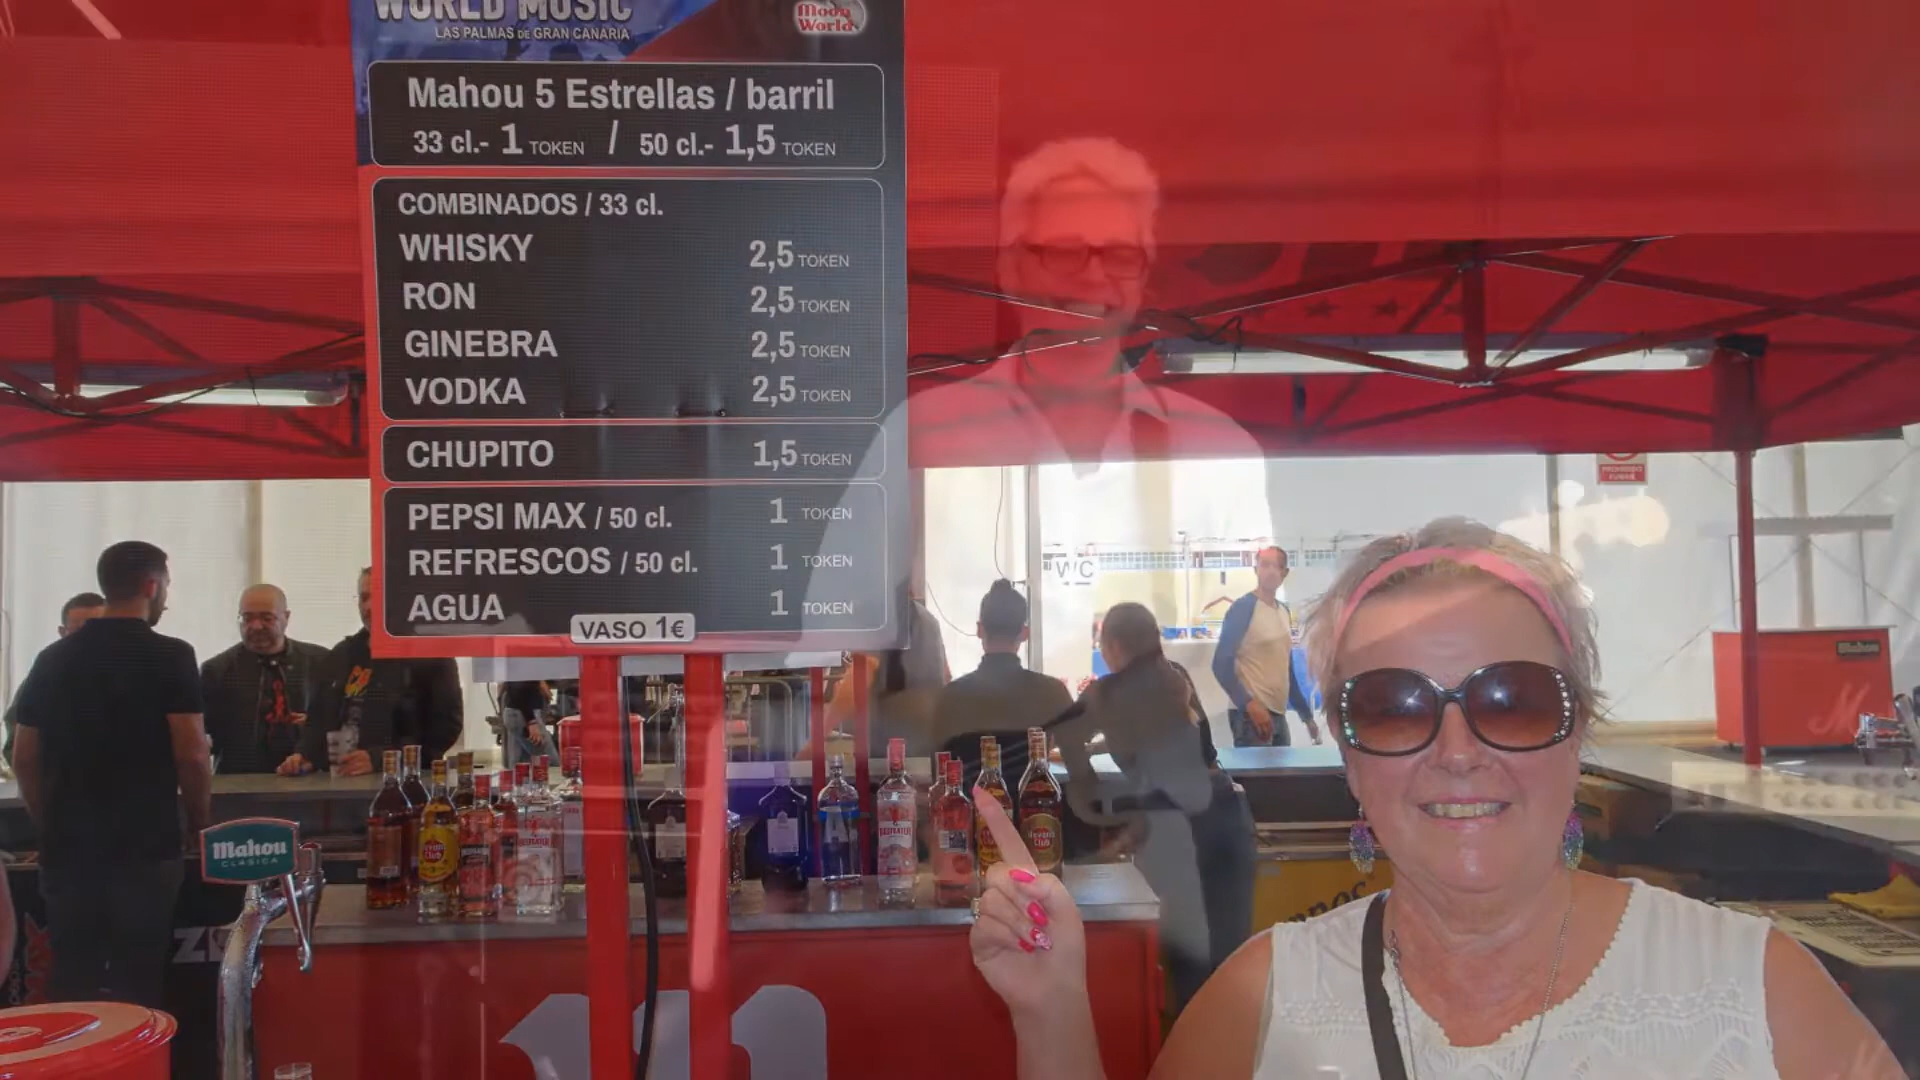 WORLD MUSIC
LAS PALMAS DE GRAN CANARIA
Moon
World
Mahou 5 Estrellas / barril
33 cl.- 1 TOKEN / 50 cl.- 1,5 TOKEN
COMBINADOS / 33 cl.
WHISKY 2,5 TOKEN
RON 2,5 TOKEN
GINEBRA 2,5 TOKEN
VODKA 2,5 TOKEN
CHUPITO 1,5 TOKEN
PEPSI MAX / 50 cl. 1 TOKEN
REFRESCOS / 50 cl. 1 TOKEN
AGUA 1 TOKEN
VASO 1€
WC
Mahou
CLASICA
Mahou
Havana
Club